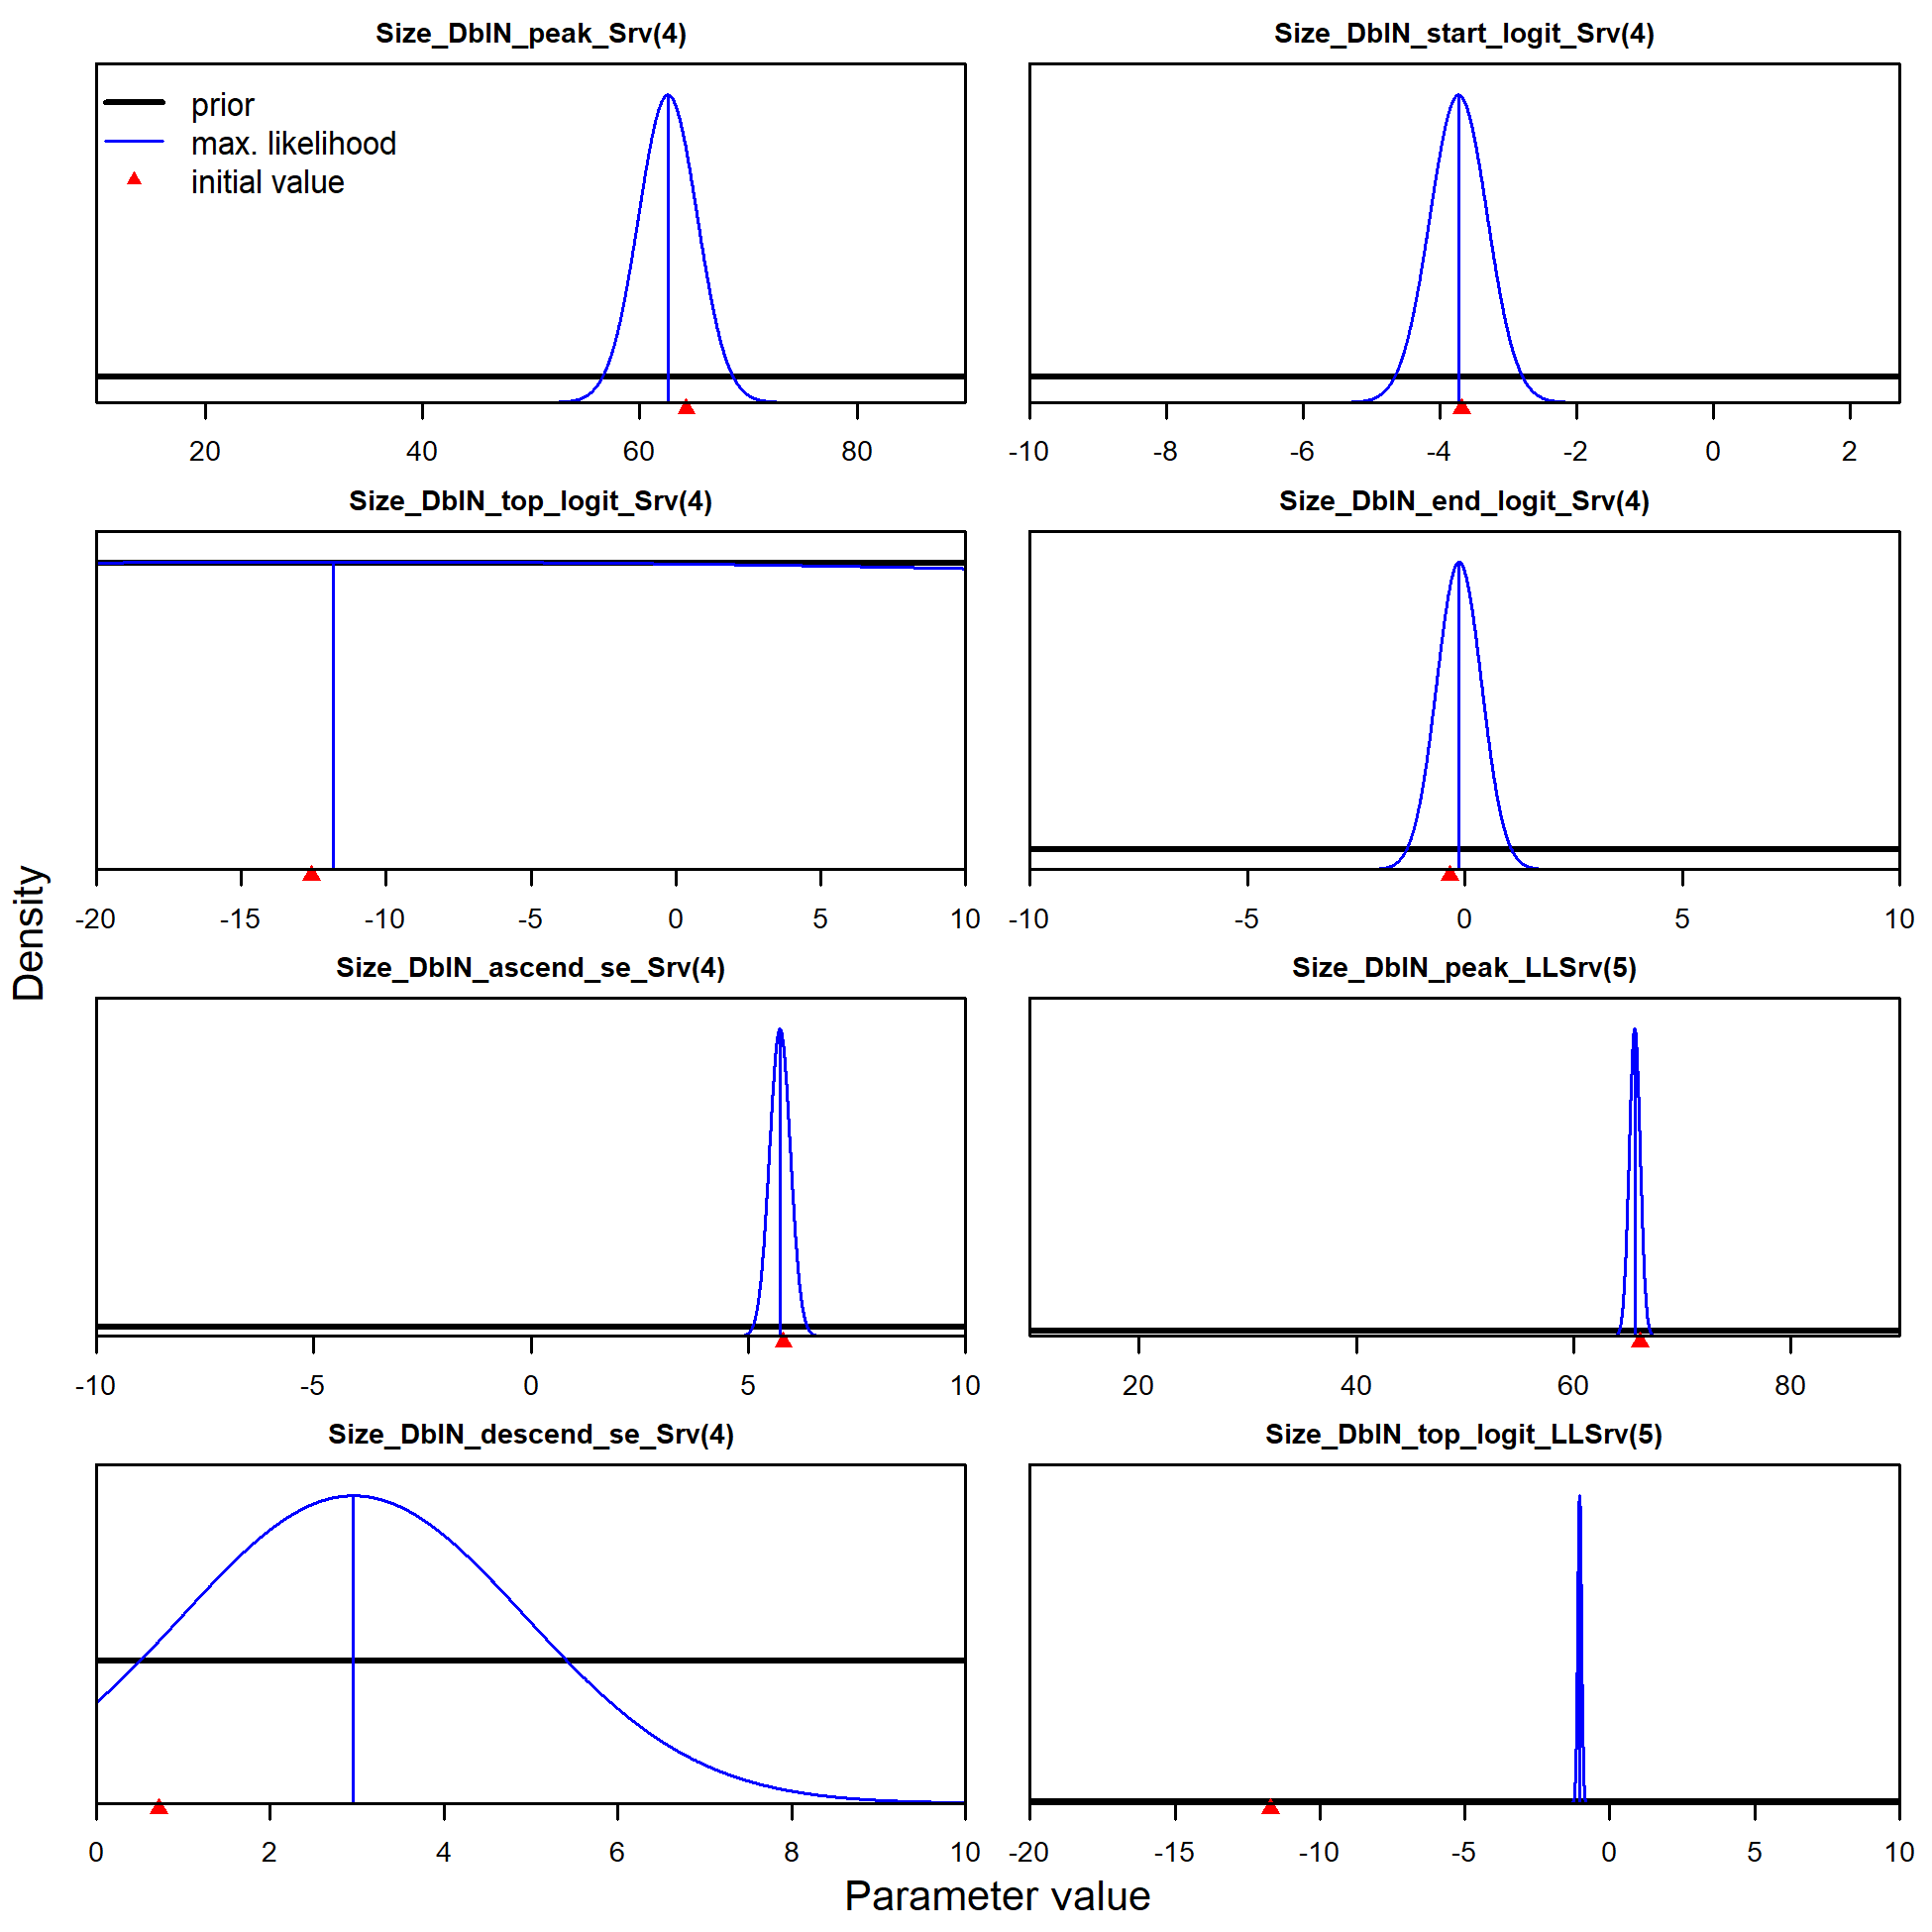 Size_DblN_peak_Srv(4)
prior
max. likelihood
initial value
20 40 60 80
Size_DblN_start_logit_Srv(4)
-10 -8 -6 -4 -2 0 2
Size_DblN_top_logit_Srv(4)
-20 -15 -10 -5 0 5 10
Size_DblN_end_logit_Srv(4)
-10 -5 0 5 10
Size_DblN_ascend_se_Srv(4)
-10 -5 0 5 10
Size_DblN_peak_LLSrv(5)
20 40 60 80
Size_DblN_descend_se_Srv(4)
0 2 4 6 8 10
Size_DblN_top_logit_LLSrv(5)
-20 -15 -10 -5 0 5 10
Density
Parameter value